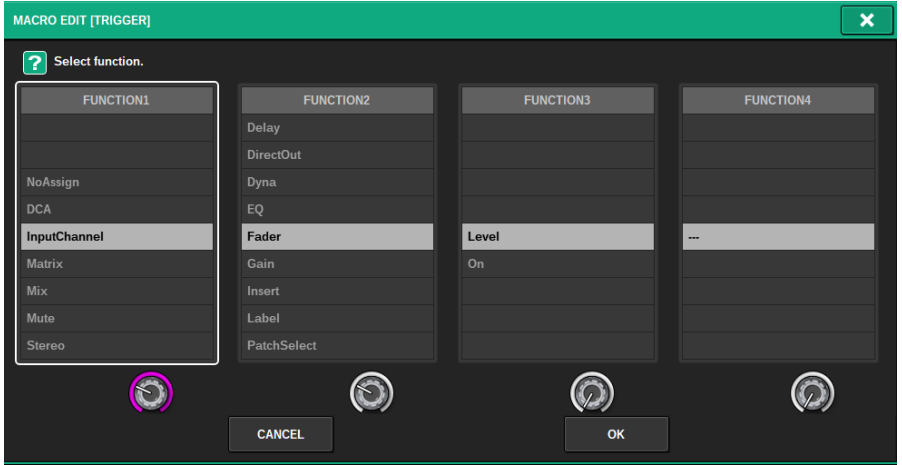 MACRO EDIT [TRIGGER]
? Select function.
FUNCTION1 FUNCTION2 FUNCTION3 FUNCTION4
Delay
DirectOut
NoAssign Dyna
DCA EQ
InputChannel Fader Level ---
Matrix Gain On
Mix Insert
Mute Label
Stereo PatchSelect
CANCEL OK